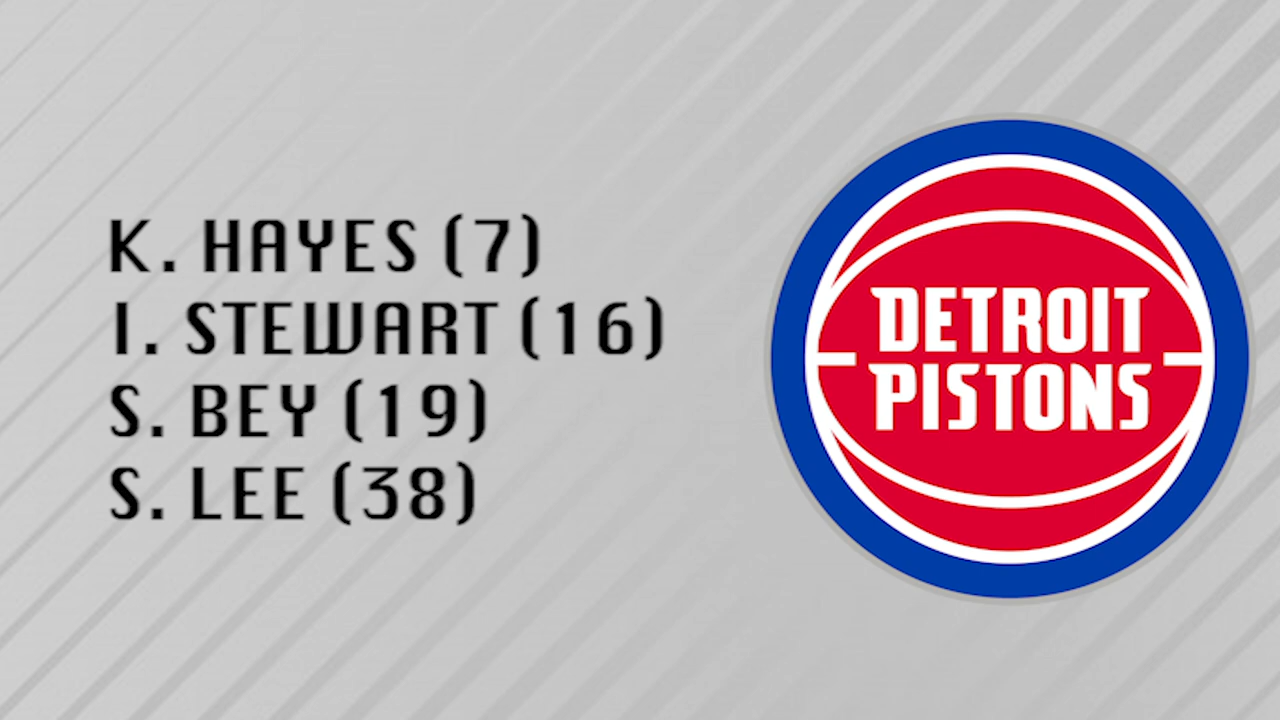 K. HAYES (7)
I. STEWART (16)
S. BEY (19)
S. LEE (38)
DETROIT
PISTONS